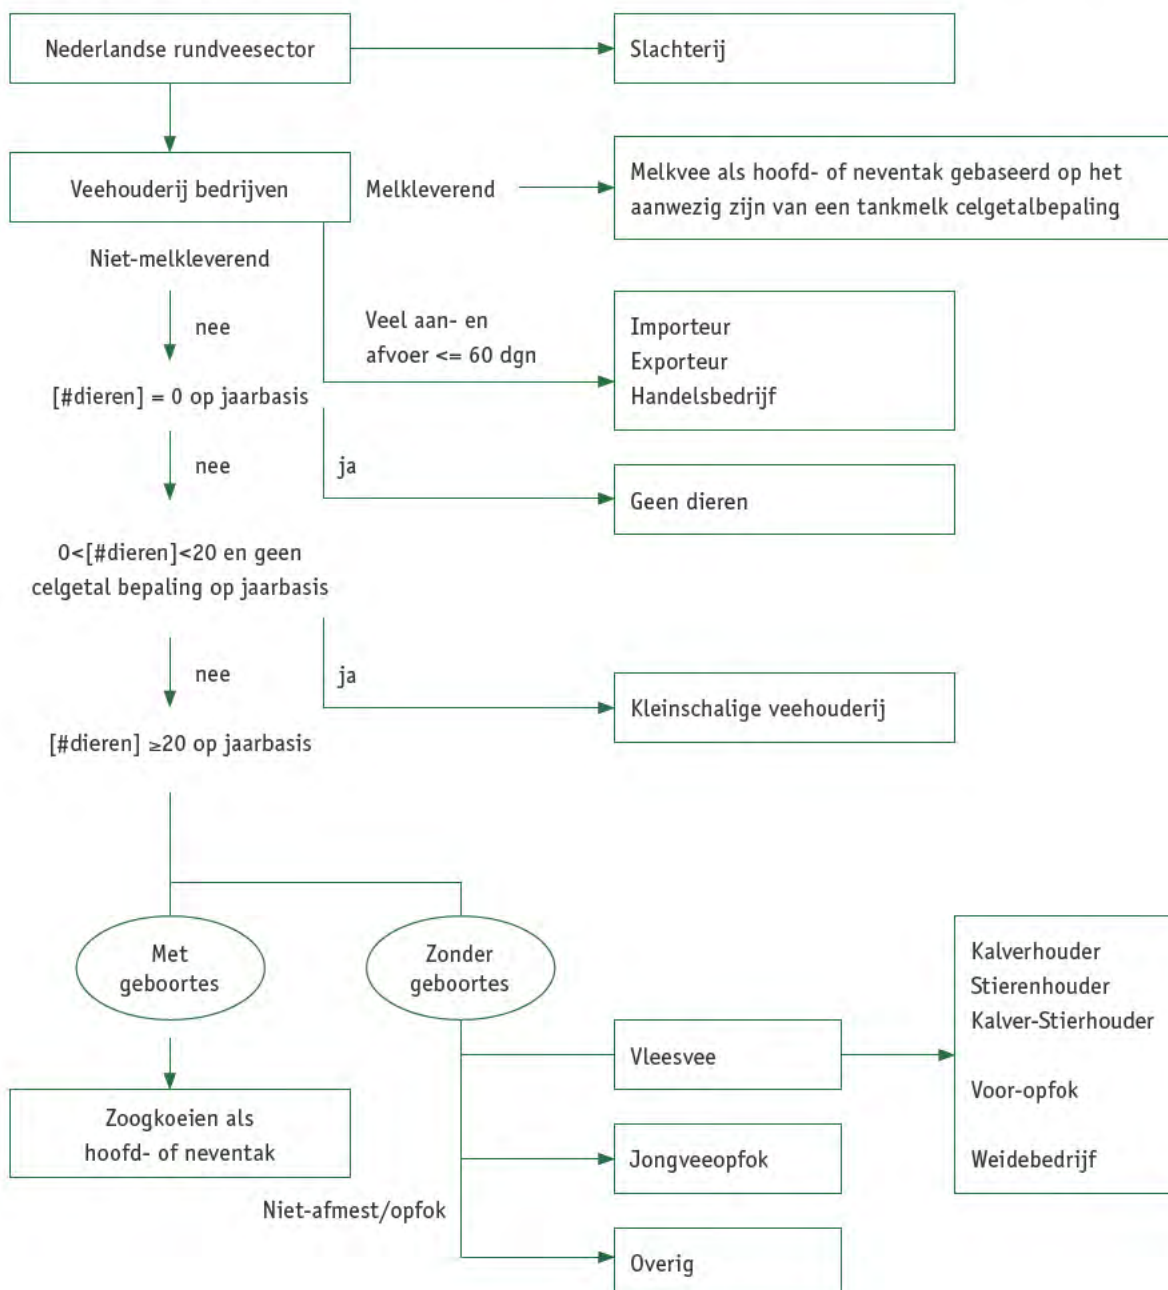 Nederlandse rundveesector
Slachterij
Veehouderij bedrijven
Melkleverend
Melkvee als hoofd- of neventak gebaseerd op het
aanwezig zijn van een tankmelk celgetalbepaling
Niet-melkleverend
nee
Veel aan- en
afvoer <= 60 dgn
Importeur
Exporteur
Handelsbedrijf
[#dieren] = 0 op jaarbasis
nee
ja
Geen dieren
0<[#dieren]<20 en geen
celgetal bepaling op jaarbasis
nee
ja
Kleinschalige veehouderij
[#dieren] ≥20 op jaarbasis
Met
geboortes
Zonder
geboortes
Kalverhouder
Stierenhouder
Kalver-Stierhouder
Voor-opfok
Weidebedrijf
Vleesvee
Zoogkoeien als
hoofd- of neventak
Jongveeopfok
Niet-afmest/opfok
Overig